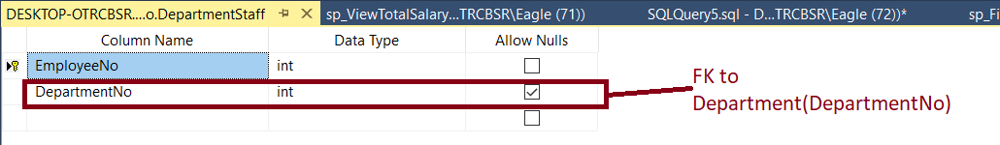 DESKTOP-OTRCBSR....o.DepartmentStaff
sp_ViewTotalSalary...TRCBSR\Eagle (71))
SQLQuery5.sql - D...TRCBSR\Eagle (72))*
sp_Fi
Column Name Data Type Allow Nulls
EmployeeNo int
DepartmentNo int
FK to
Department(DepartmentNo)